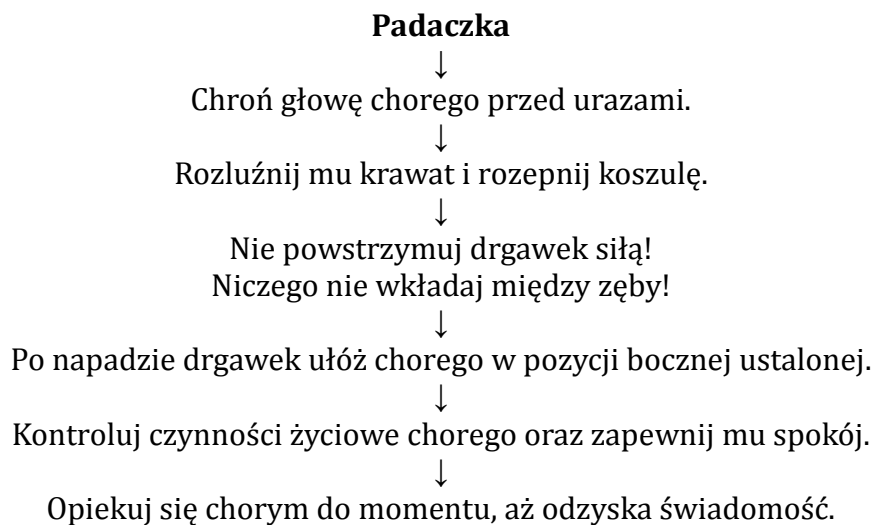 Padaczka
↓
Chroń głowę chorego przed urazami.
↓
Rozluźnij mu krawat i rozepnij koszulę.
↓
Nie powstrzymuj drgawek siłą!
Niczego nie wkładaj między zęby!
↓
Po napadzie drgawek ułóż chorego w pozycji bocznej ustalonej.
↓
Kontroluj czynności życiowe chorego oraz zapewnij mu spokój.
↓
Opiekuj się chorym do momentu, aż odzyska świadomość.